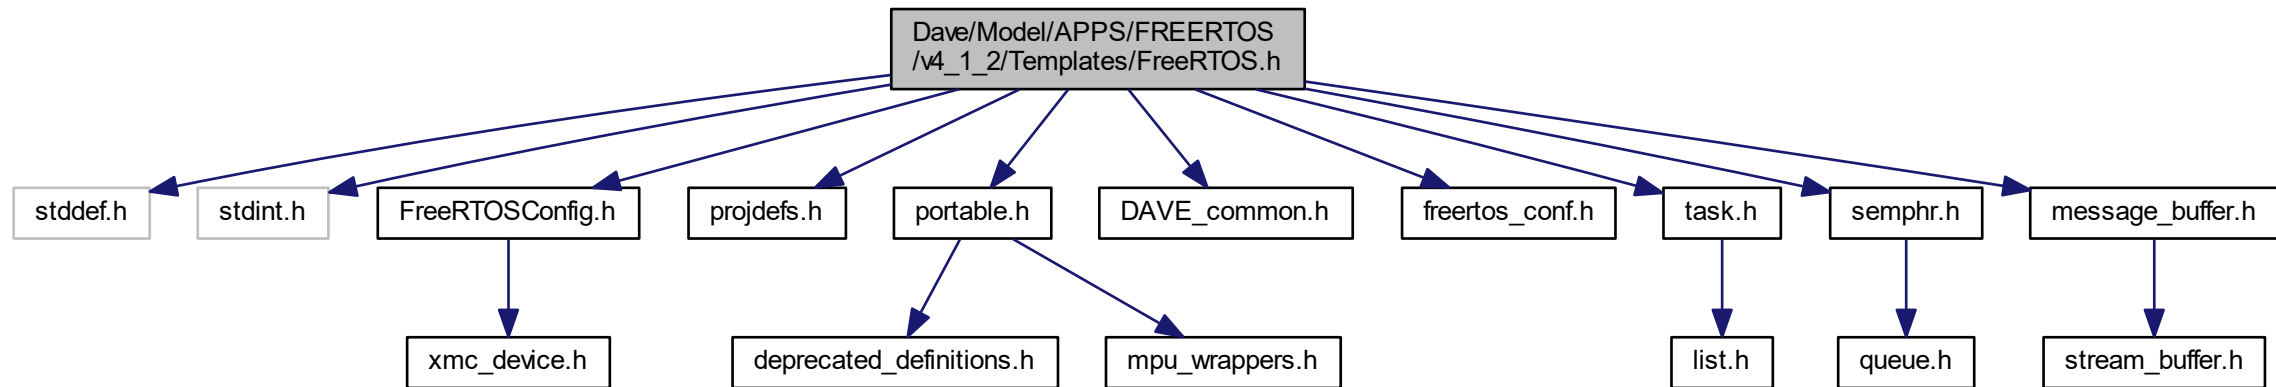 Dave/Model/APPS/FREERTOS
/v4_1_2/Templates/FreeRTOS.h
stddef.h
stdint.h
FreeRTOSConfig.h
projdefs.h
portable.h
DAVE_common.h
freertos_conf.h
task.h
semphr.h
message_buffer.h
xmc_device.h
deprecated_definitions.h
mpu_wrappers.h
list.h
queue.h
stream_buffer.h